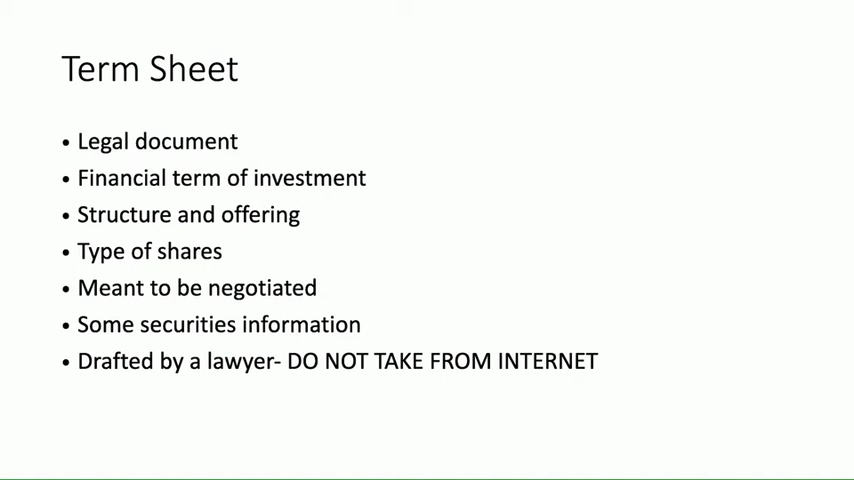 Term Sheet
• Legal document
• Financial term of investment
• Structure and offering
• Type of shares
• Meant to be negotiated
• Some securities information
• Drafted by a lawyer- DO NOT TAKE FROM INTERNET